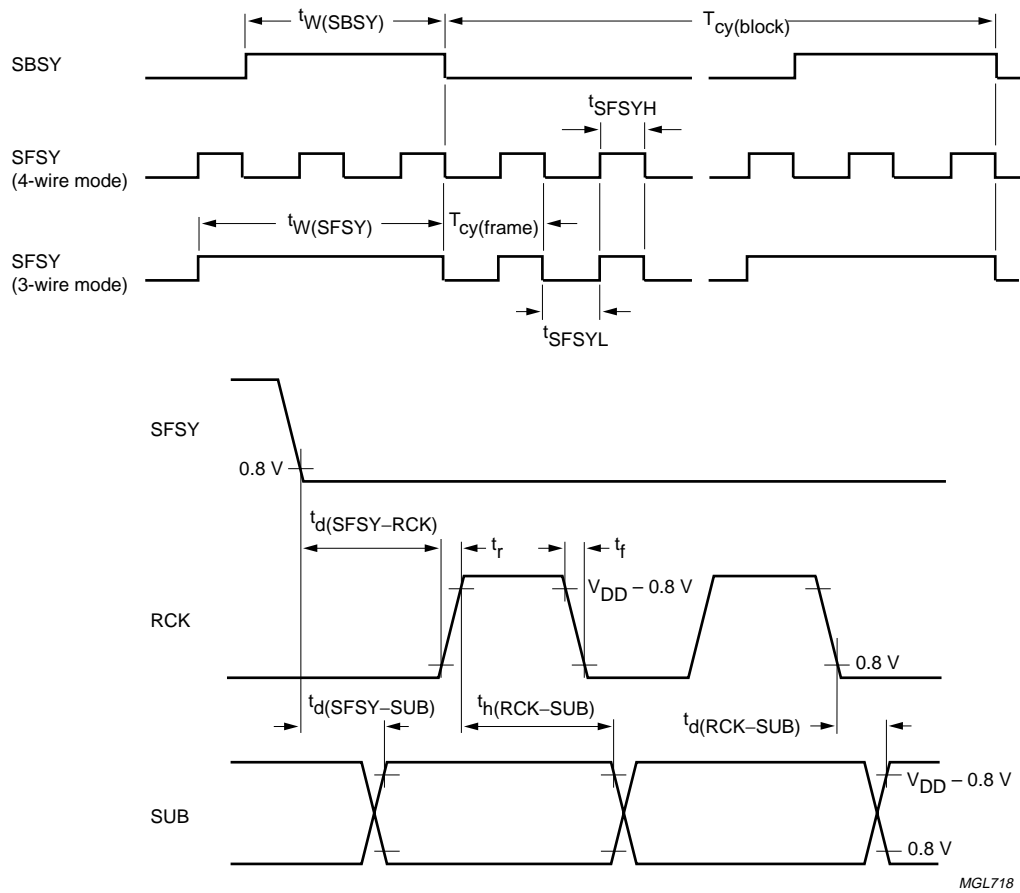 tW(SBSY)
Tcy(block)
SBSY
tSFSYH
SFSY
(4-wire mode)
tW(SFSY)
Tcy(frame)
SFSY
(3-wire mode)
tSFSYL
SFSY
0.8 V
td(SFSY–RCK)
tr
tf
VDD – 0.8 V
RCK
0.8 V
td(SFSY–SUB)
th(RCK–SUB)
td(RCK–SUB)
VDD – 0.8 V
SUB
0.8 V
MGL718